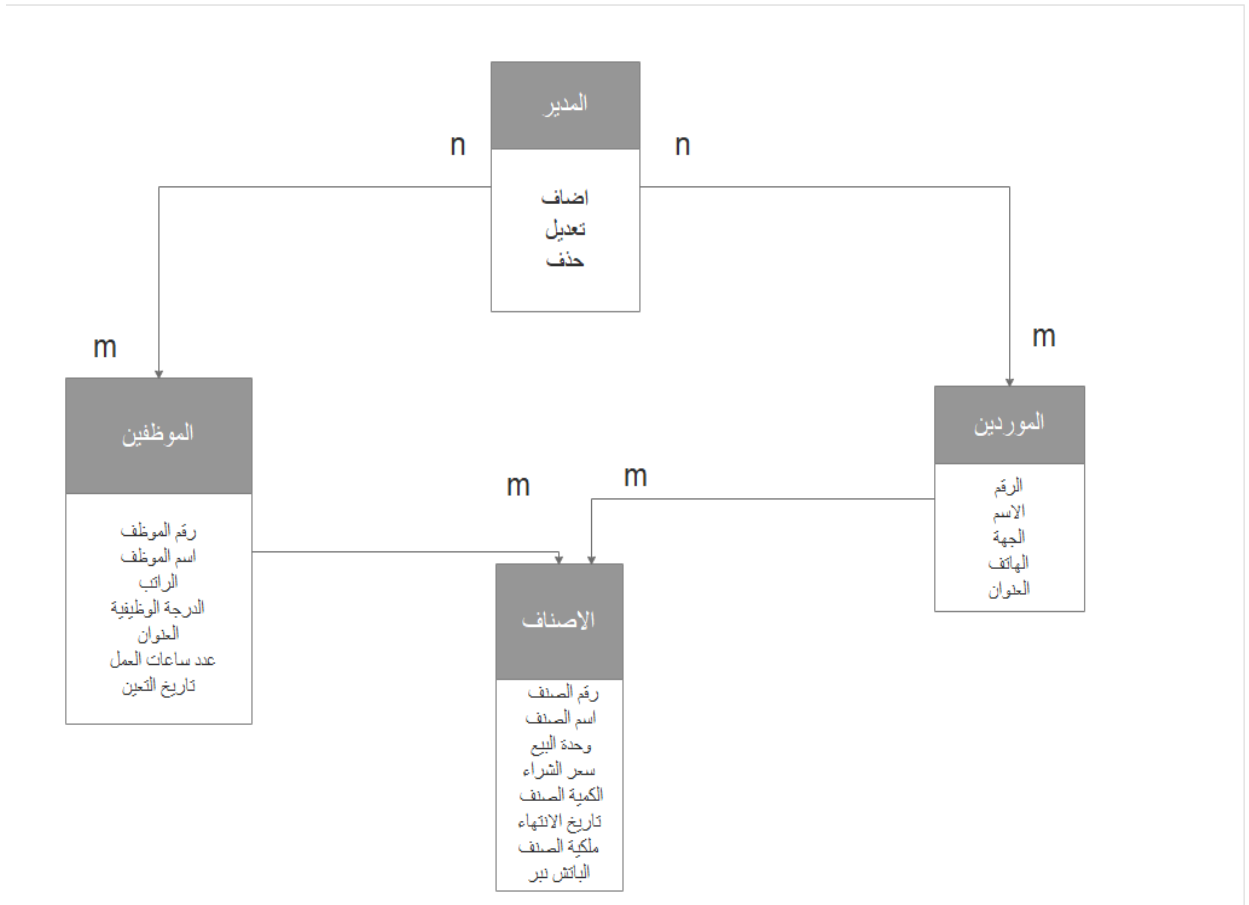 المدير
n
n
اضاف
تعديل
حذف
m
m
الموظفين
الموردين
رقم الموظف
اسم الموظف
الراتب
الدرجة الوظيفية
العنوان
عدد ساعات العمل
تاريخ التعين
m
m
الرقم
الاسم
الجهة
الهاتف
العنوان
الاصناف
رقم الصنف
اسم الصنف
وحدة البيع
سعر الشراء
الكمية الصنف
تاريخ الانتهاء
ملكية الصنف
الباتش نبر